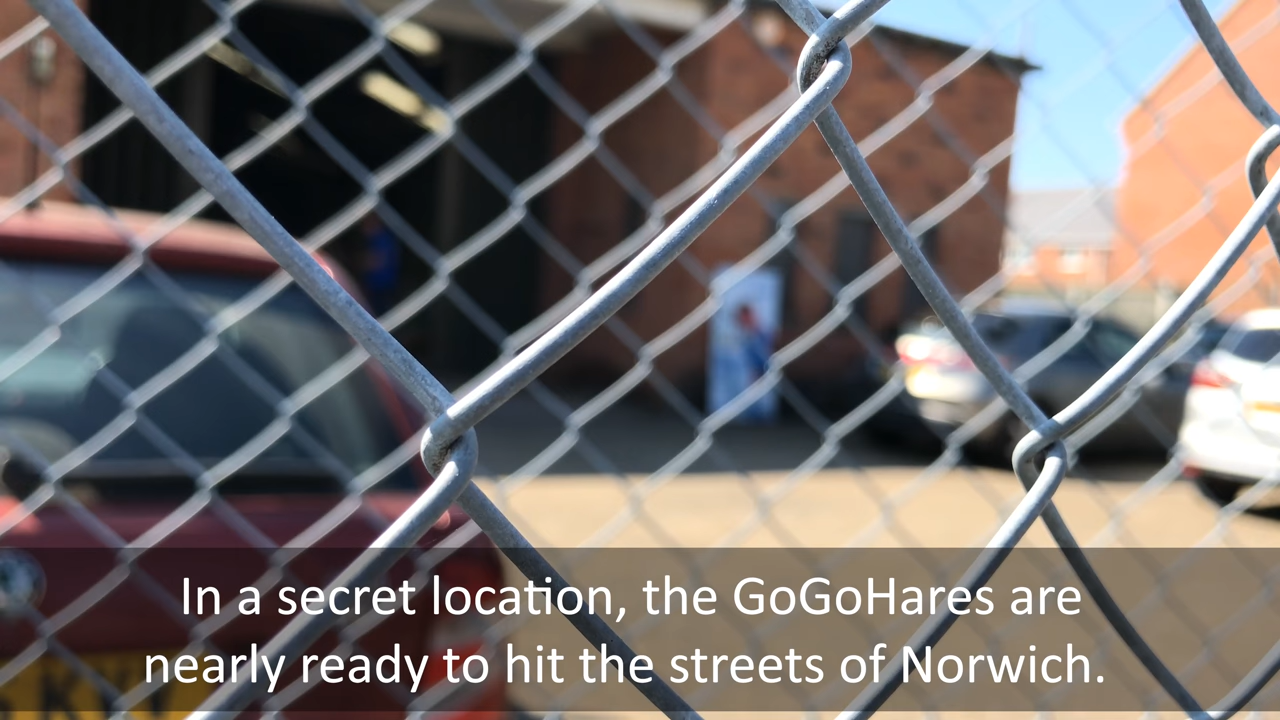 In a secret location, the GoGoHares are
nearly ready to hit the streets of Norwich.